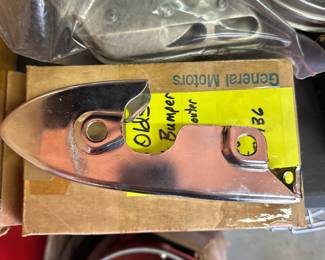 General Motors
Olds
Bumper
outer
36